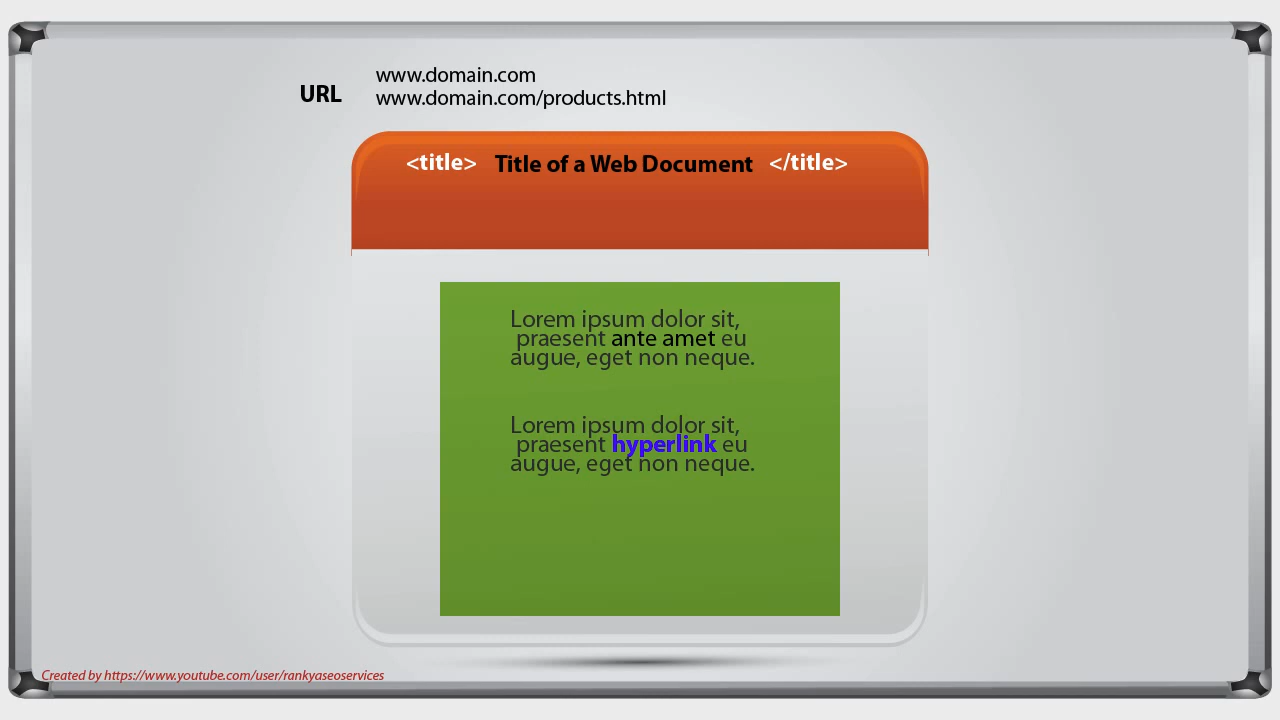 www.domain.com
URL
www.domain.com/products.html
<title> Title of a Web Document </title>
Lorem ipsum dolor sit,
praesent ante amet eu
augue, eget non neque.
Lorem ipsum dolor sit,
praesent hyperlink eu
augue, eget non neque.
Created by https://www.youtube.com/user/rankyaseoservices